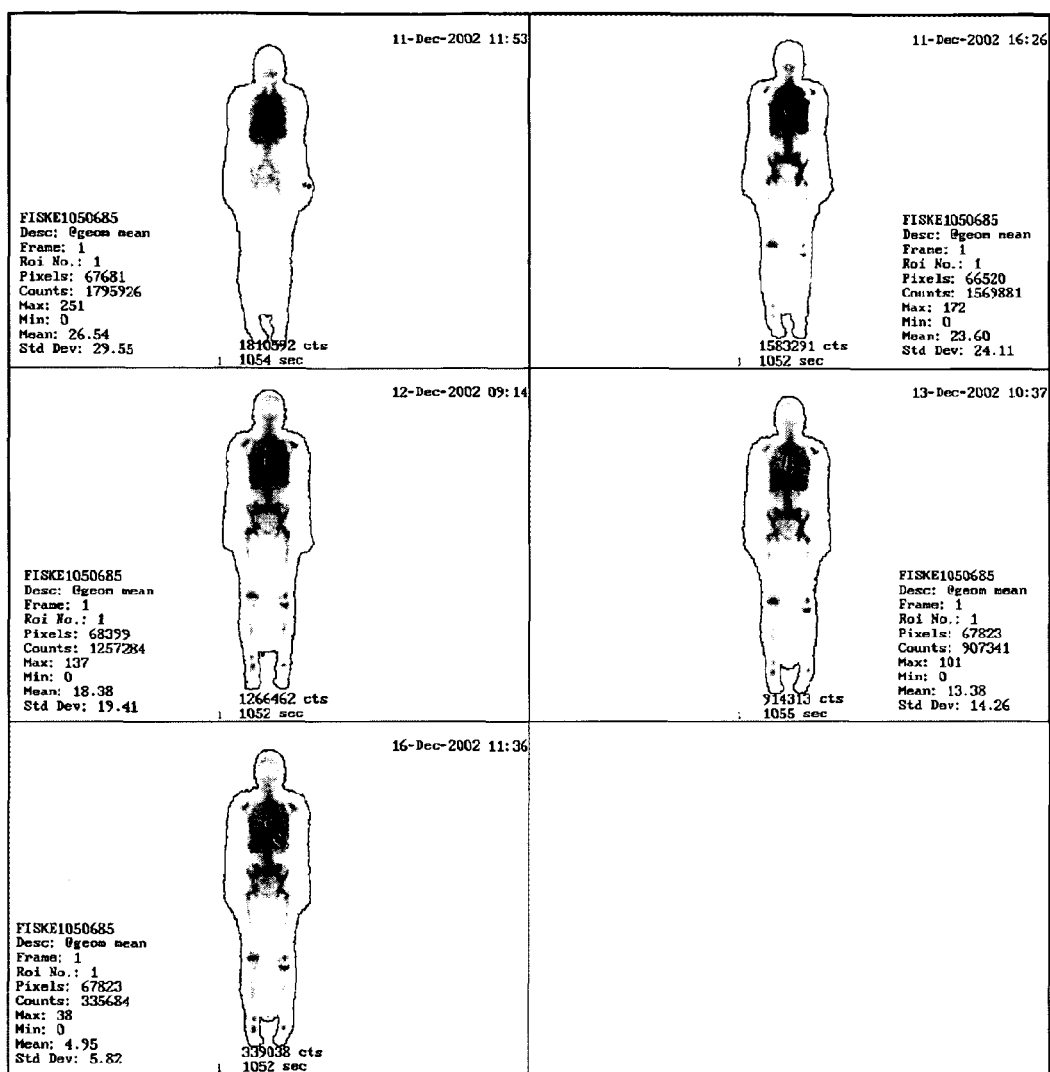 11-Dec-2002 11:53
FISKE1050685
Desc: @geom mean
Frame: 1
Roi No.: 1
Pixels: 67681
Counts: 1795926
Max: 251
Min: 0
Mean: 26.54
Std Dev: 29.55
1810592 cts
1 1054 sec
11-Dec-2002 16:26
FISKE1050685
Desc: @geom mean
Frame: 1
Roi No.: 1
Pixels: 66520
Counts: 1569881
Max: 172
Min: 0
Mean: 23.60
Std Dev: 24.11
1583291 cts
1 1052 sec
12-Dec-2002 09:14
FISKE1050685
Desc: @geom mean
Frame: 1
Roi No.: 1
Pixels: 68399
Counts: 1257284
Max: 137
Min: 0
Mean: 18.38
Std Dev: 19.41
1266462 cts
1 1052 sec
13-Dec-2002 10:37
FISKE1050685
Desc: @geom mean
Frame: 1
Roi No.: 1
Pixels: 67823
Counts: 907341
Max: 101
Min: 0
Mean: 13.38
Std Dev: 14.26
914313 cts
1 1055 sec
16-Dec-2002 11:36
FISKE1050685
Desc: @geom mean
Frame: 1
Roi No.: 1
Pixels: 67823
Counts: 335684
Max: 38
Min: 0
Mean: 4.95
Std Dev: 5.82
339038 cts
1 1052 sec